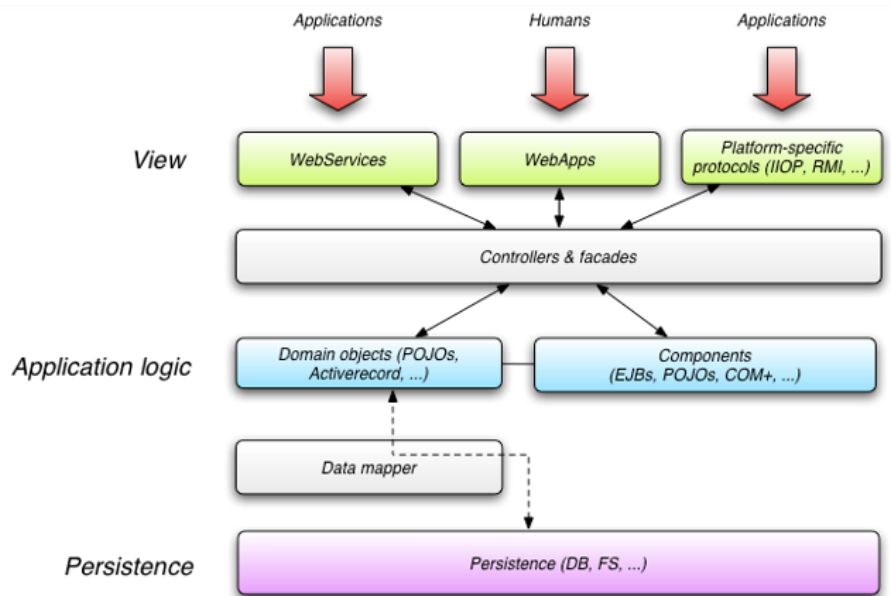 Applications
Humans
Applications
View
WebServices
WebApps
Platform-specific
protocols (IIOP, RMI, ...)
Controllers & facades
Application logic
Domain objects (POJOs,
Activerecord, ...)
Components
(EJBs, POJOs, COM+, ...)
Data mapper
Persistence
Persistence (DB, FS, ...)